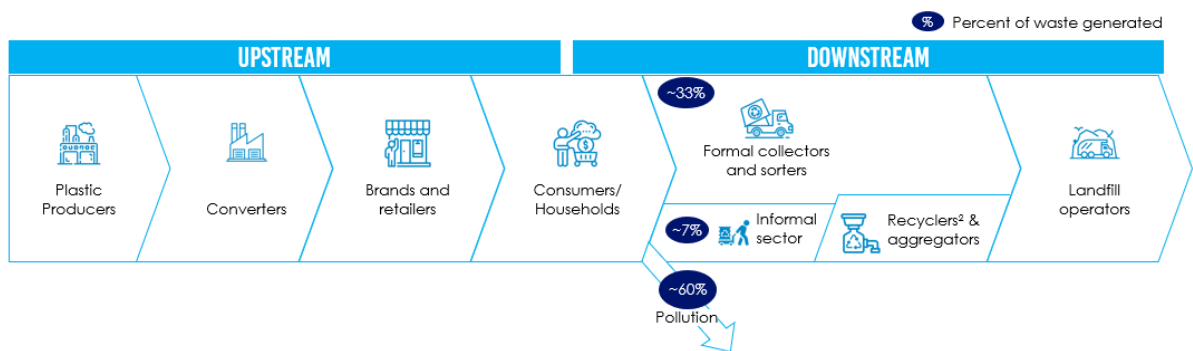 % Percent of waste generated
UPSTREAM
DOWNSTREAM
Plastic
Producers
Converters
Brands and
retailers
Consumers/
Households
~33%
Formal collectors
and sorters
~7%
Informal
sector
Recyclers² &
aggregators
Landfill
operators
~60%
Pollution